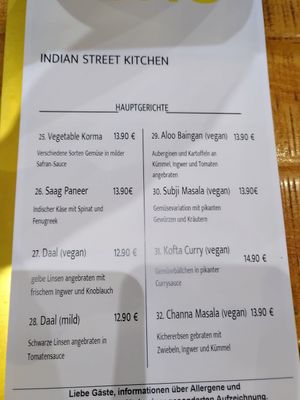 INDIAN STREET KITCHEN
HAUPTGERICHTE
25. Vegetable Korma 13.90 €
Verschiedene Sorten Gemüse in milder
Safran-Sauce
26. Saag Paneer 13.90€
Indischer Käse mit Spinat und
Fenugreek
27. Daal (vegan) 12.90 €
gelbe Linsen angebraten mit
frischem Ingwer und Knoblauch
28. Daal (mild) 12.90 €
Schwarze Linsen angebraten in
Tomatensauce
29. Aloo Baingan (vegan) 13.90 €
Auberginen und Kartoffeln an
Kümmel, Ingwer und Tomaten
angebraten
30. Subji Masala (vegan) 13.90€
Gemüsevariation mit pikanten
Gewürzen und Kräutern
31. Kofta Curry (vegan)
14.90 €
Gemüsebällchen in pikanter
Currysauce
32. Channa Masala (vegan) 13.90 €
Kichererbsen gebraten mit
Zwiebeln, Ingwer und Kümmel
Liebe Gäste, informationen über Allergene und
gesonderten Aufzeichnung.